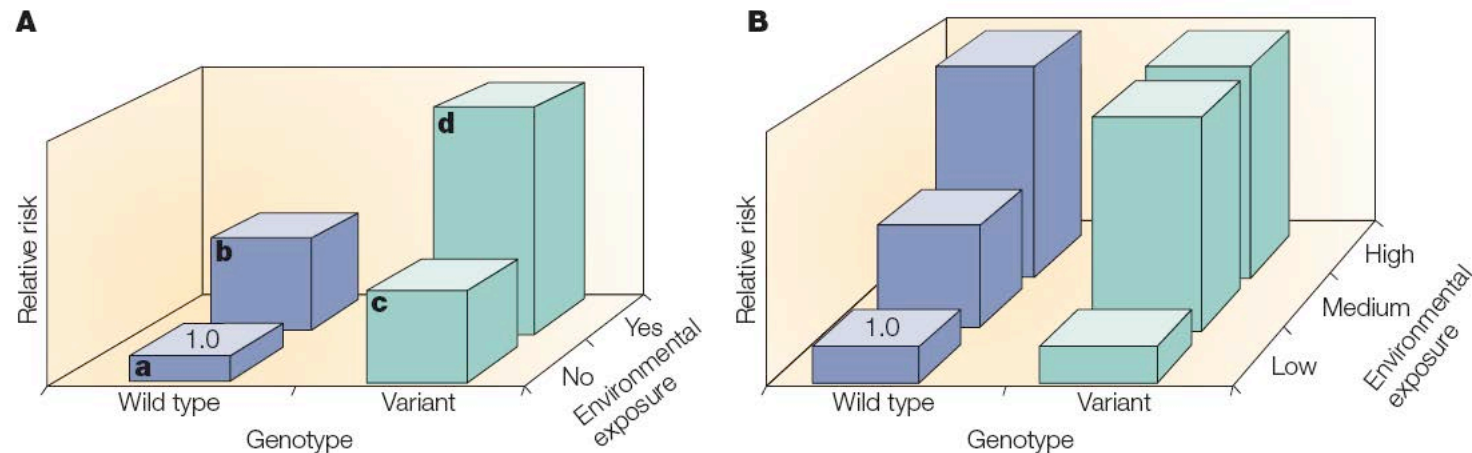 A
Relative risk
1.0
a
b
c
d
Wild type
Variant
Genotype
No
Yes
Environmental
exposure
B
Relative risk
1.0
Wild type
Variant
Genotype
Low
Medium
High
Environmental
exposure